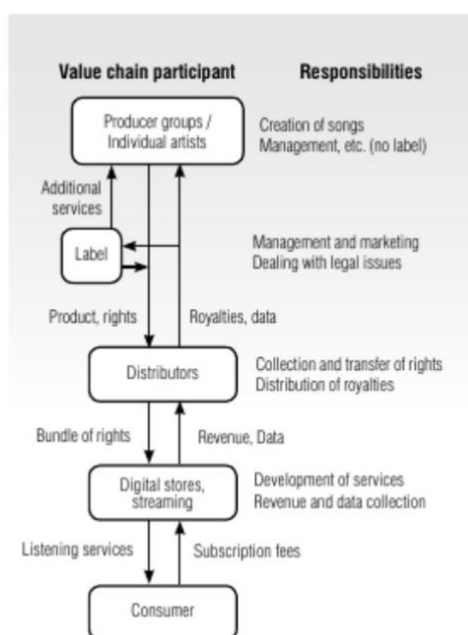 Value chain participant
Responsibilities
Producer groups /
Individual artists
Creation of songs
Management, etc. (no label)
Additional
services
Label
Management and marketing
Dealing with legal issues
Product, rights
Royalties, data
Distributors
Collection and transfer of rights
Distribution of royalties
Bundle of rights
Revenue, Data
Digital stores,
streaming
Development of services
Revenue and data collection
Listening services
Subscription fees
Consumer